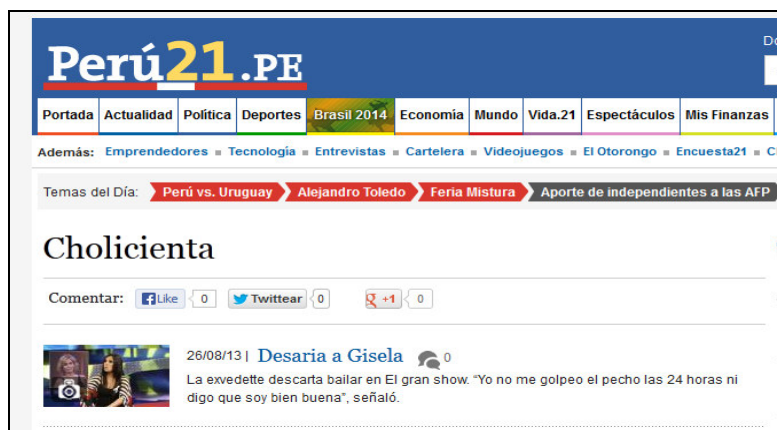 Perú21.PE
Do
Portada Actualidad Política Deportes Brasil 2014 Economía Mundo Vida.21 Espectáculos Mis Finanzas
Además: Emprendedores Tecnología Entrevistas Cartelera Videojuegos El Otorongo Encuesta21 C
Temas del Día: Perú vs. Uruguay Alejandro Toledo Feria Mistura Aporte de independientes a las AFP
Cholicienta
Comentar: Like 0 Twittear 0 +1 0
26/08/13 | Desaria a Gisela 0
La exvedette descarta bailar en El gran show. “Yo no me golpeo el pecho las 24 horas ni
digo que soy bien buena”, señaló.